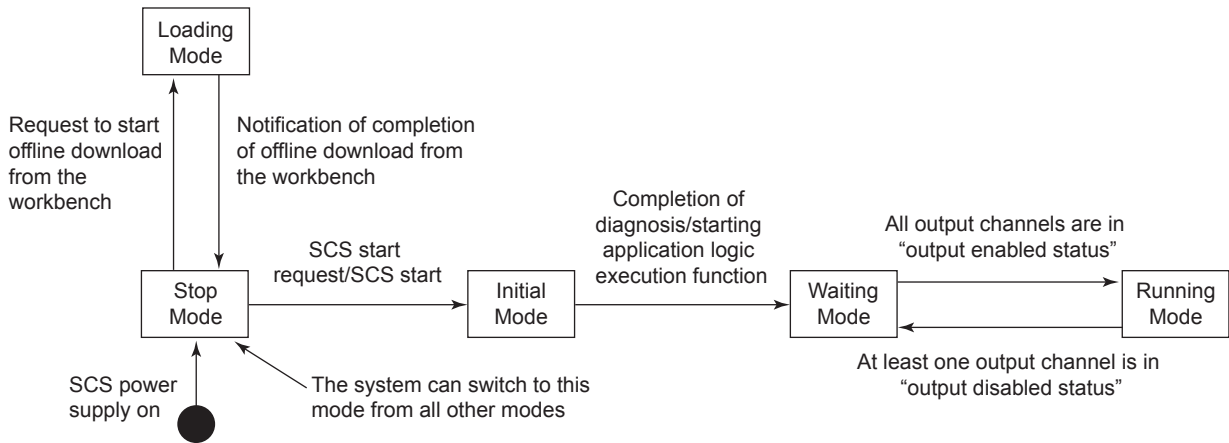 Loading
Mode
Request to start
offline download
from the
workbench
Notification of completion
of offline download from
the workbench
Completion of
diagnosis/starting
application logic
execution function
All output channels are in
“output enabled status”
SCS start
request/SCS start
Stop
Mode
Initial
Mode
Waiting
Mode
Running
Mode
At least one output channel is in
“output disabled status”
SCS power
supply on
The system can switch to this
mode from all other modes